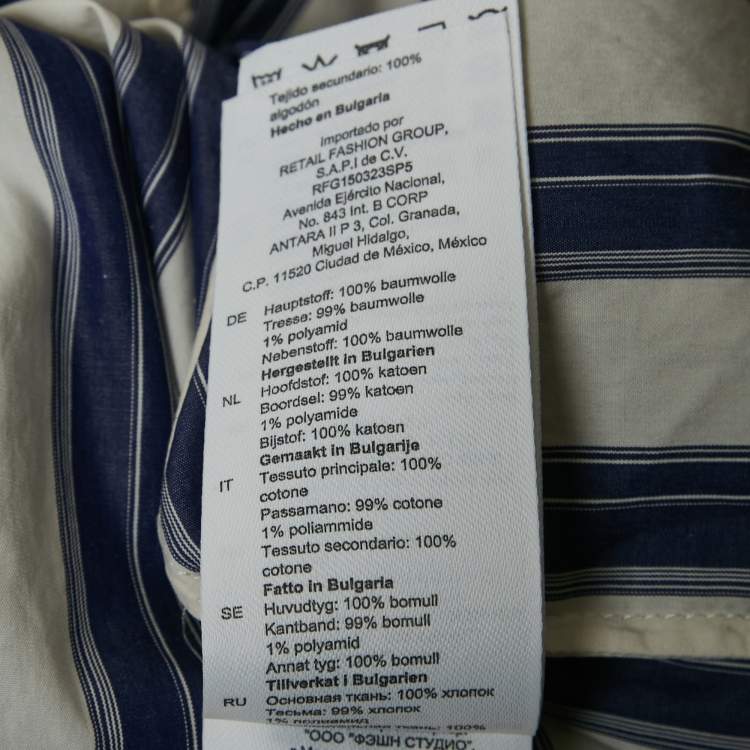 Tejido secundario: 100%
algodón
Hecho en Bulgaria
Importado por
RETAIL FASHION GROUP,
S.A.P.I de C.V.
RFG150323SP5
Avenida Ejército Nacional,
No. 843 Int. B CORP
ANTARA II P 3, Col. Granada,
Miguel Hidalgo,
C.P. 11520 Ciudad de México, México
DE Hauptstoff: 100% baumwolle
Tresse: 99% baumwolle
1% polyamid
Nebenstoff: 100% baumwolle
Hergestellt in Bulgarien
NL Hoofdstof: 100% katoen
Boordsel: 99% katoen
1% polyamide
Bijstof: 100% katoen
Gemaakt in Bulgarije
IT Tessuto principale: 100%
cotone
Passamano: 99% cotone
1% poliammide
Tessuto secondario: 100%
cotone
Fatto in Bulgaria
SE Huvudtyg: 100% bomull
Kantband: 99% bomull
1% polyamid
Annat tyg: 100% bomull
Tillverkat i Bulgarien
RU Основная ткань: 100% хлопок
Тесьма: 99% хлопок
1% полиамид
ткань: 100%
"ООО "ФЭШН СТУДИО".